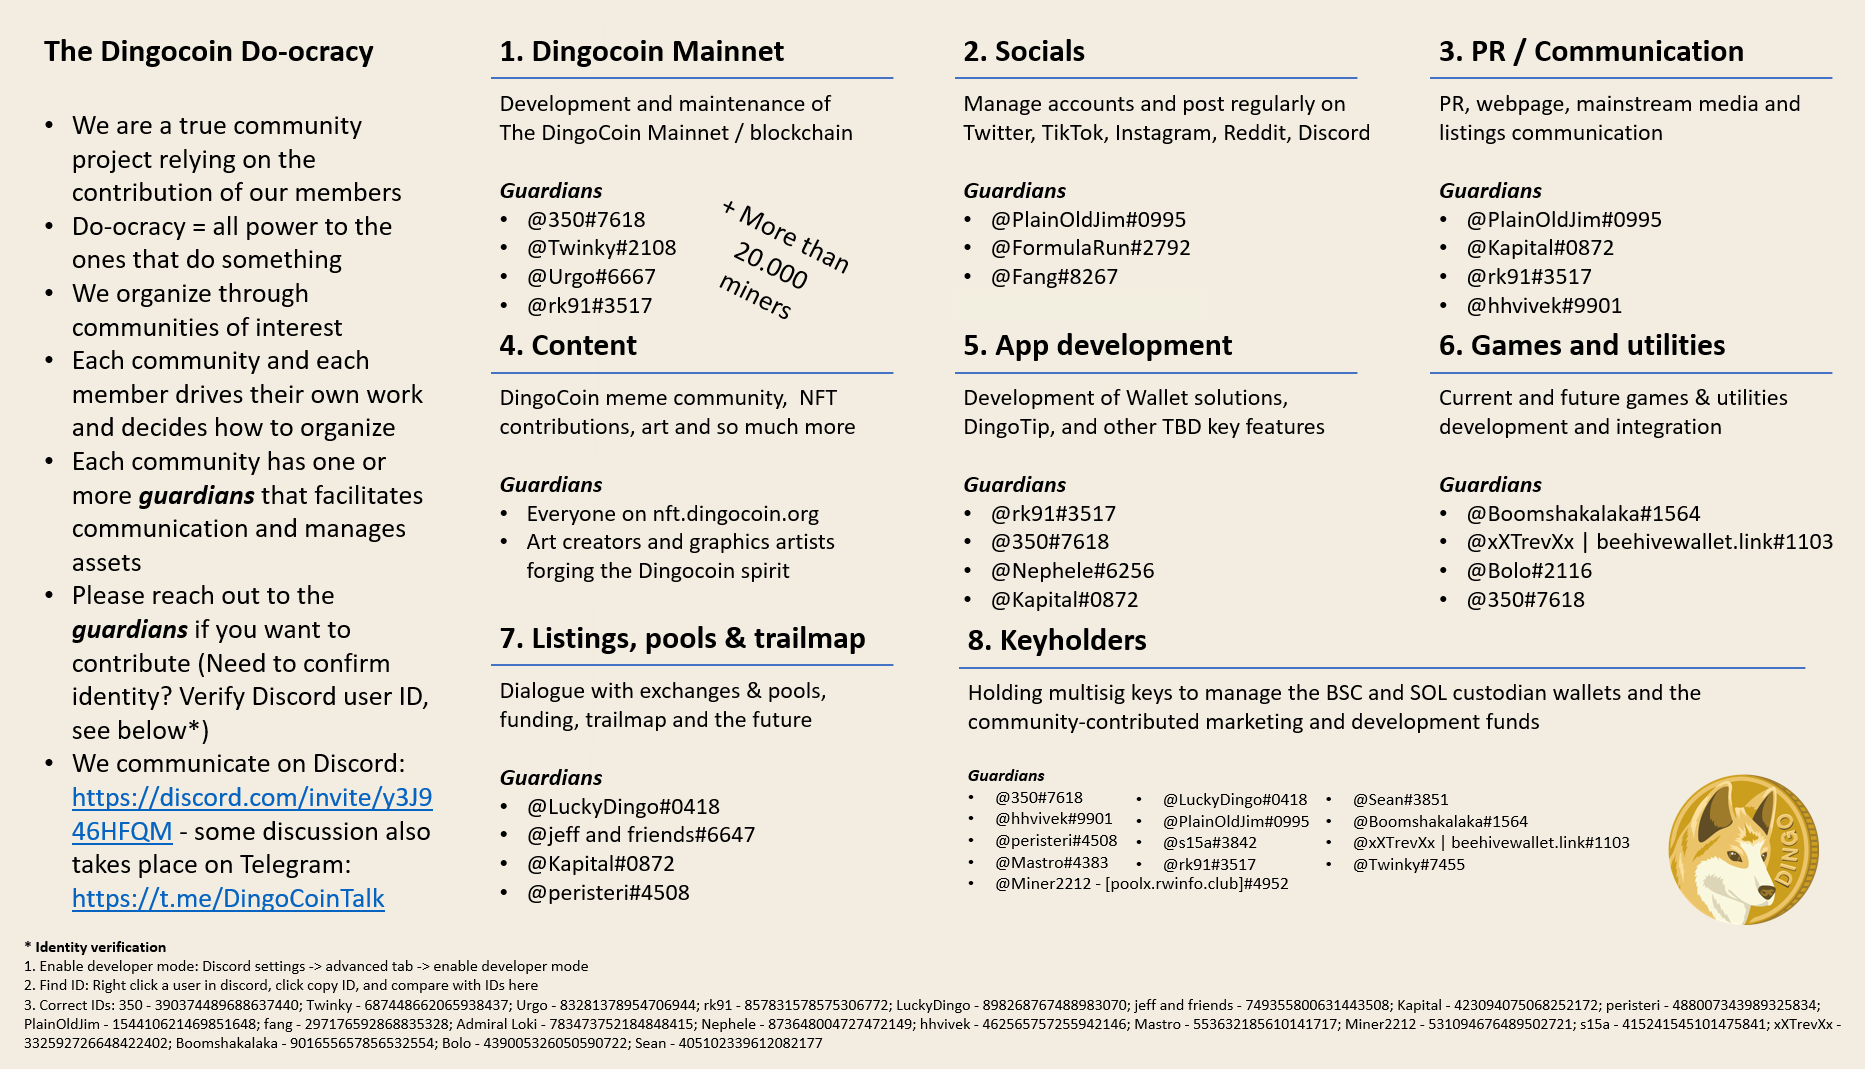 The Dingocoin Do-ocracy
• We are a true community
project relying on the
contribution of our members
• Do-ocracy = all power to the
ones that do something
• We organize through
communities of interest
• Each community and each
member drives their own work
and decides how to organize
• Each community has one or
more guardians that facilitates
communication and manages
assets
• Please reach out to the
guardians if you want to
contribute (Need to confirm
identity? Verify Discord user ID,
see below*)
• We communicate on Discord:
https://discord.com/invite/y3J9
46HFQM - some discussion also
takes place on Telegram:
https://t.me/DingoCoinTalk
1. Dingocoin Mainnet
Development and maintenance of
The DingoCoin Mainnet / blockchain
Guardians
• @350#7618
• @Twinky#2108
• @Urgo#6667
• @rk91#3517
+ More than
20.000
miners
2. Socials
Manage accounts and post regularly on
Twitter, TikTok, Instagram, Reddit, Discord
Guardians
• @PlainOldJim#0995
• @FormulaRun#2792
• @Fang#8267
3. PR / Communication
PR, webpage, mainstream media and
listings communication
Guardians
• @PlainOldJim#0995
• @Kapital#0872
• @rk91#3517
• @hhvivek#9901
4. Content
DingoCoin meme community,  NFT
contributions, art and so much more
Guardians
• Everyone on nft.dingocoin.org
• Art creators and graphics artists
forging the Dingocoin spirit
5. App development
Development of Wallet solutions,
DingoTip, and other TBD key features
Guardians
• @rk91#3517
• @350#7618
• @Nephele#6256
• @Kapital#0872
6. Games and utilities
Current and future games & utilities
development and integration
Guardians
• @Boomshakalaka#1564
• @xXTrevXx | beehivewallet.link#1103
• @Bolo#2116
• @350#7618
7. Listings, pools & trailmap
Dialogue with exchanges & pools,
funding, trailmap and the future
Guardians
• @LuckyDingo#0418
• @jeff and friends#6647
• @Kapital#0872
• @peristeri#4508
8. Keyholders
Holding multisig keys to manage the BSC and SOL custodian wallets and the
community-contributed marketing and development funds
Guardians
• @350#7618
• @hhvivek#9901
• @peristeri#4508
• @Mastro#4383
• @Miner2212 - [poolx.rwinfo.club]#4952
• @LuckyDingo#0418
• @PlainOldJim#0995
• @s15a#3842
• @rk91#3517
• @Sean#3851
• @Boomshakalaka#1564
• @xXTrevXx | beehivewallet.link#1103
• @Twinky#7455
DINGO
* Identity verification
1. Enable developer mode: Discord settings -> advanced tab -> enable developer mode
2. Find ID: Right click a user in discord, click copy ID, and compare with IDs here
3. Correct IDs: 350 - 390374489688637440; Twinky - 687448662065938437; Urgo - 83281378954706944; rk91 - 857831578575306772; LuckyDingo - 898268767488983070; jeff and friends - 749355800631443508; Kapital - 423094075068252172; peristeri - 488007343989325834;
PlainOldJim - 154410621469851648; fang - 297176592868835328; Admiral Loki - 783473752184848415; Nephele - 873648004727472149; hhvivek - 462565757255942146; Mastro - 553632185610141717; Miner2212 - 531094676489502721; s15a - 415241545101475841; xXTrevXx -
332592726648422402; Boomshakalaka - 901655657856532554; Bolo - 439005326050590722; Sean - 405102339612082177